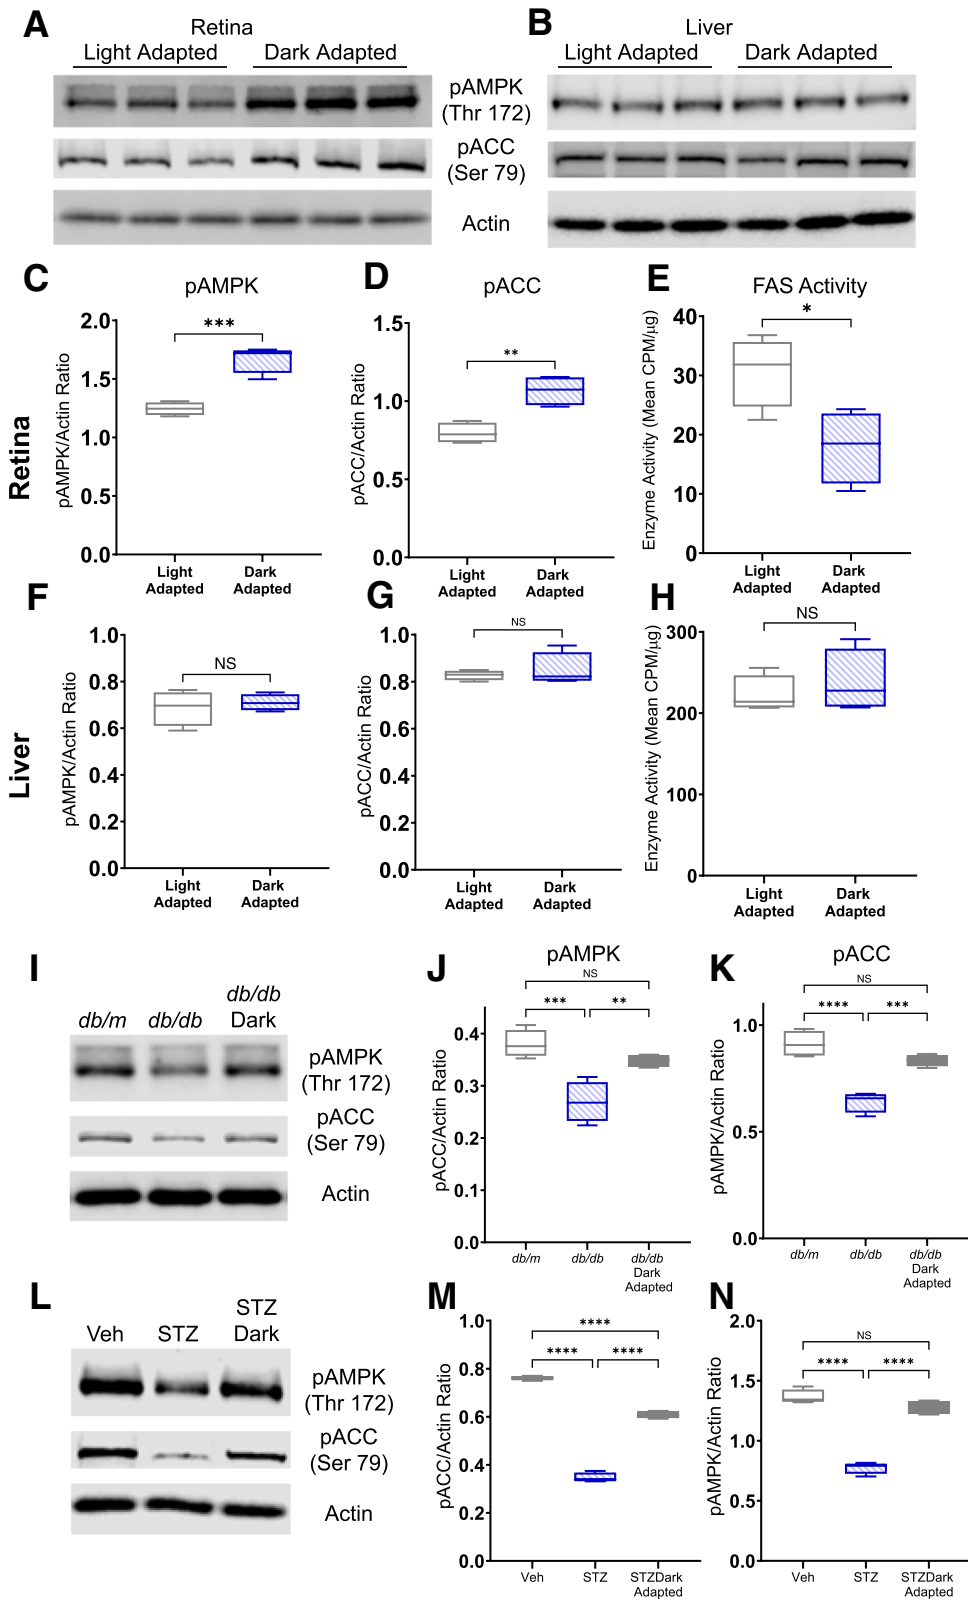 A
Retina
Light Adapted
Dark Adapted
B
Liver
Light Adapted
Dark Adapted
pAMPK
(Thr 172)
pACC
(Ser 79)
Actin
C
pAMPK
***
pAMPK/Actin Ratio
2.0
1.5
1.0
0.5
0.0
Light
Adapted
Dark
Adapted
D
pACC
**
pACC/Actin Ratio
1.5
1.0
0.5
0.0
Light
Adapted
Dark
Adapted
E
FAS Activity
*
Enzyme Activity (Mean CPM/µg)
40
30
20
10
0
Light
Adapted
Dark
Adapted
Retina
F
NS
pAMPK/Actin Ratio
1.0
0.8
0.6
0.4
0.2
0.0
Light
Adapted
Dark
Adapted
G
NS
pACC/Actin Ratio
1.0
0.8
0.6
0.4
0.2
0.0
Light
Adapted
Dark
Adapted
H
NS
Enzyme Activity (Mean CPM/µg)
300
200
100
0
Light
Adapted
Dark
Adapted
Liver
I
db/m
db/db
db/db
Dark
pAMPK
(Thr 172)
pACC
(Ser 79)
Actin
J
pAMPK
NS
***
**
pACC/Actin Ratio
0.4
0.3
0.2
0.1
0.0
db/m
db/db
db/db
Dark
Adapted
K
pACC
NS
****
***
pAMPK/Actin Ratio
1.0
0.5
0.0
db/m
db/db
db/db
Dark
Adapted
L
Veh
STZ
STZ
Dark
pAMPK
(Thr 172)
pACC
(Ser 79)
Actin
M
****
****
****
pACC/Actin Ratio
1.0
0.8
0.6
0.4
0.2
0.0
Veh
STZ
STZDark
Adapted
N
NS
****
****
pAMPK/Actin Ratio
2.0
1.5
1.0
0.5
0.0
Veh
STZ
STZDark
Adapted